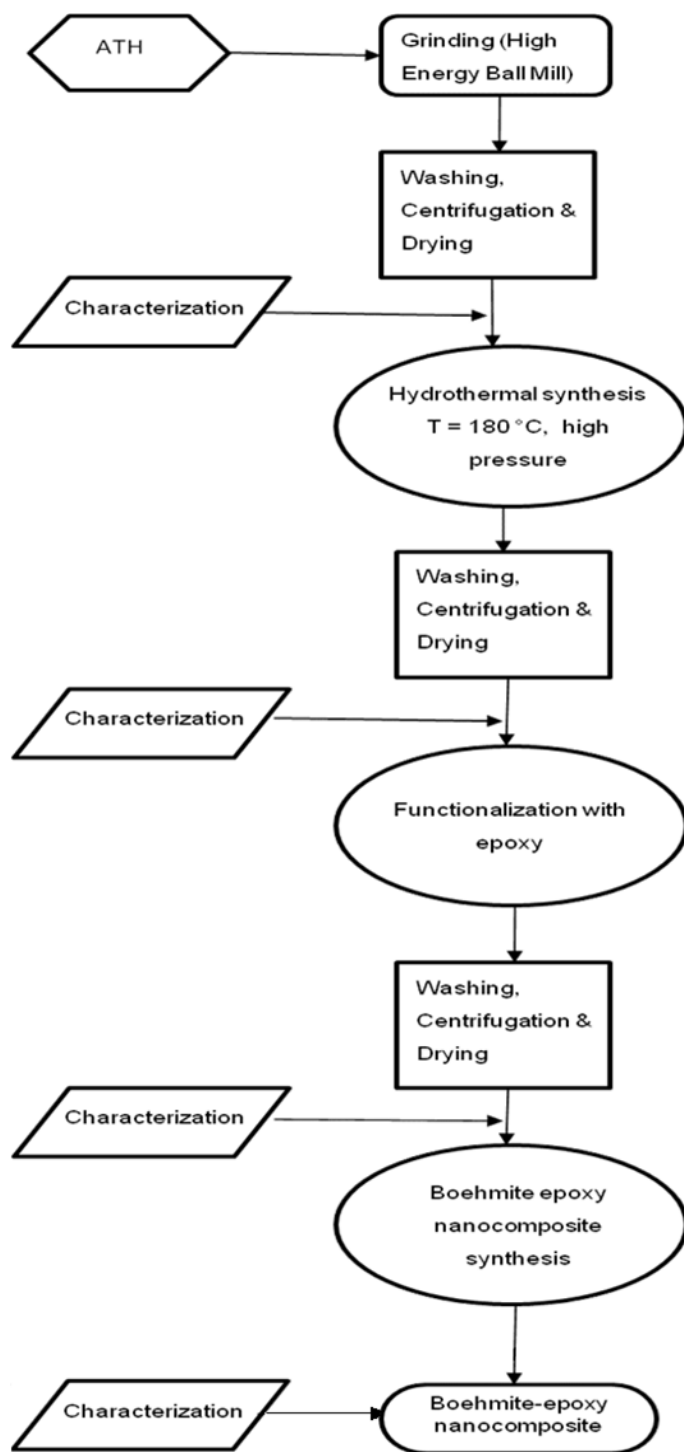 ATH
Grinding (High
Energy Ball Mill)
Washing,
Centrifugation &
Drying
Characterization
Hydrothermal synthesis
T = 180 °C, high
pressure
Washing,
Centrifugation &
Drying
Characterization
Functionalization with
epoxy
Washing,
Centrifugation &
Drying
Characterization
Boehmite epoxy
nanocomposite
synthesis
Characterization
Boehmite-epoxy
nanocomposite